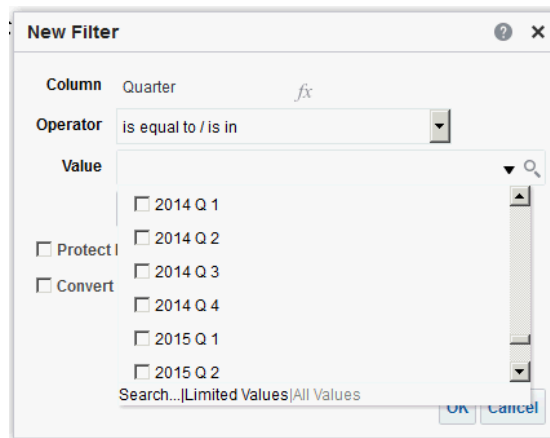 New Filter
Column Quarter fx
Operator is equal to / is in
Value
2014 Q 1
2014 Q 2
2014 Q 3
Protect
2014 Q 4
Convert
2015 Q 1
2015 Q 2
Search...|Limited Values|All Values
OK Cancel